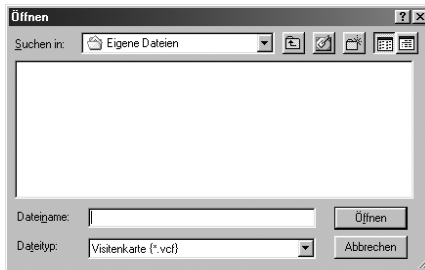 Öffnen
Suchen in: Eigene Dateien
Dateiname: Öffnen
Dateityp: Visitenkarte (*.vcf) Abbrechen